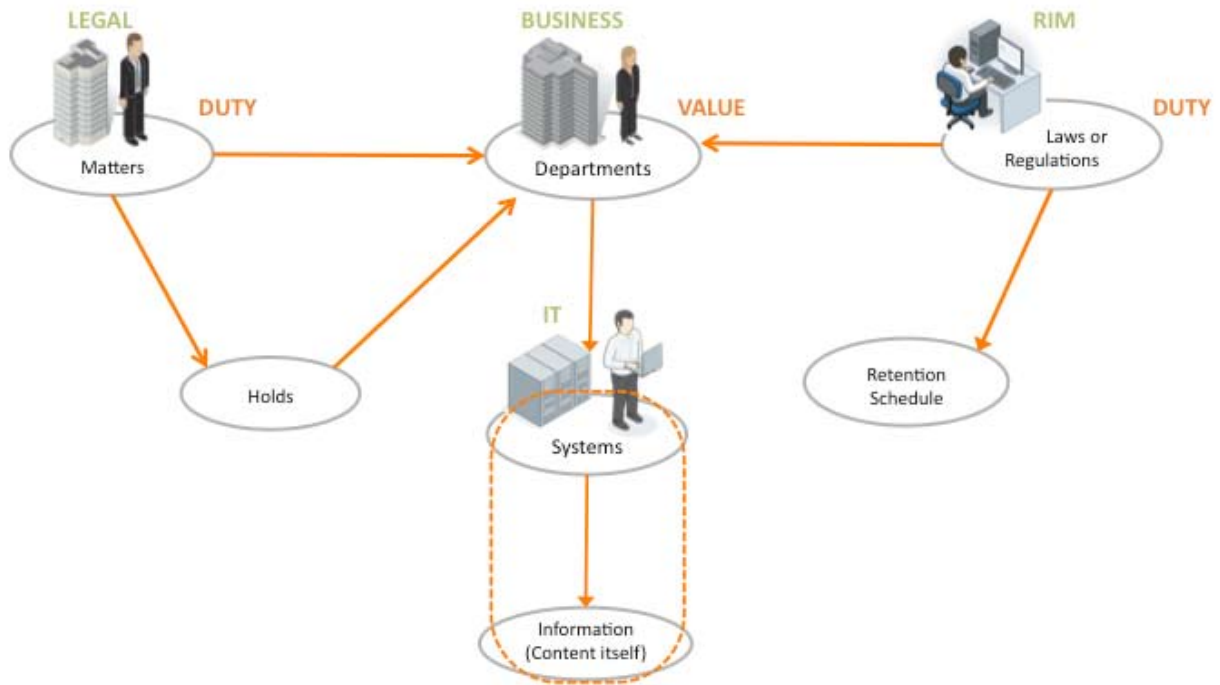 LEGAL
BUSINESS
RIM
DUTY
VALUE
DUTY
Matters
Departments
Laws or
Regulations
IT
Holds
Retention
Schedule
Systems
Information
(Content itself)